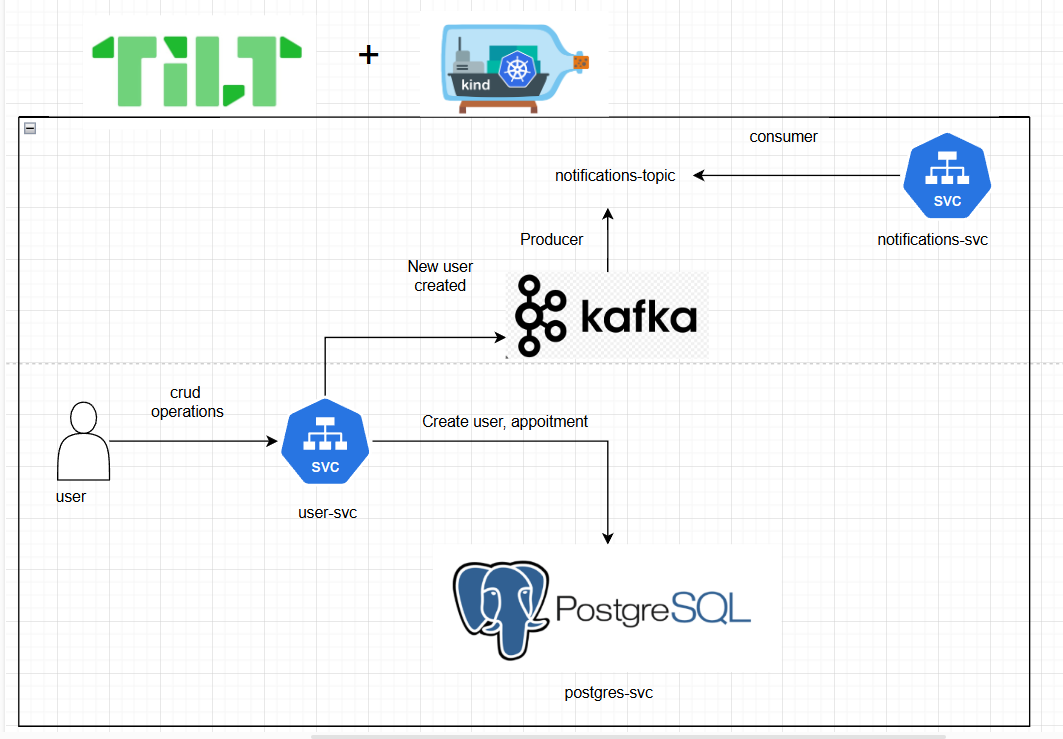 TILT
+
kind
consumer
notifications-topic
SVC
Producer
notifications-svc
New user
created
kafka
crud
operations
Create user, appoitment
SVC
user
user-svc
PostgreSQL
postgres-svc